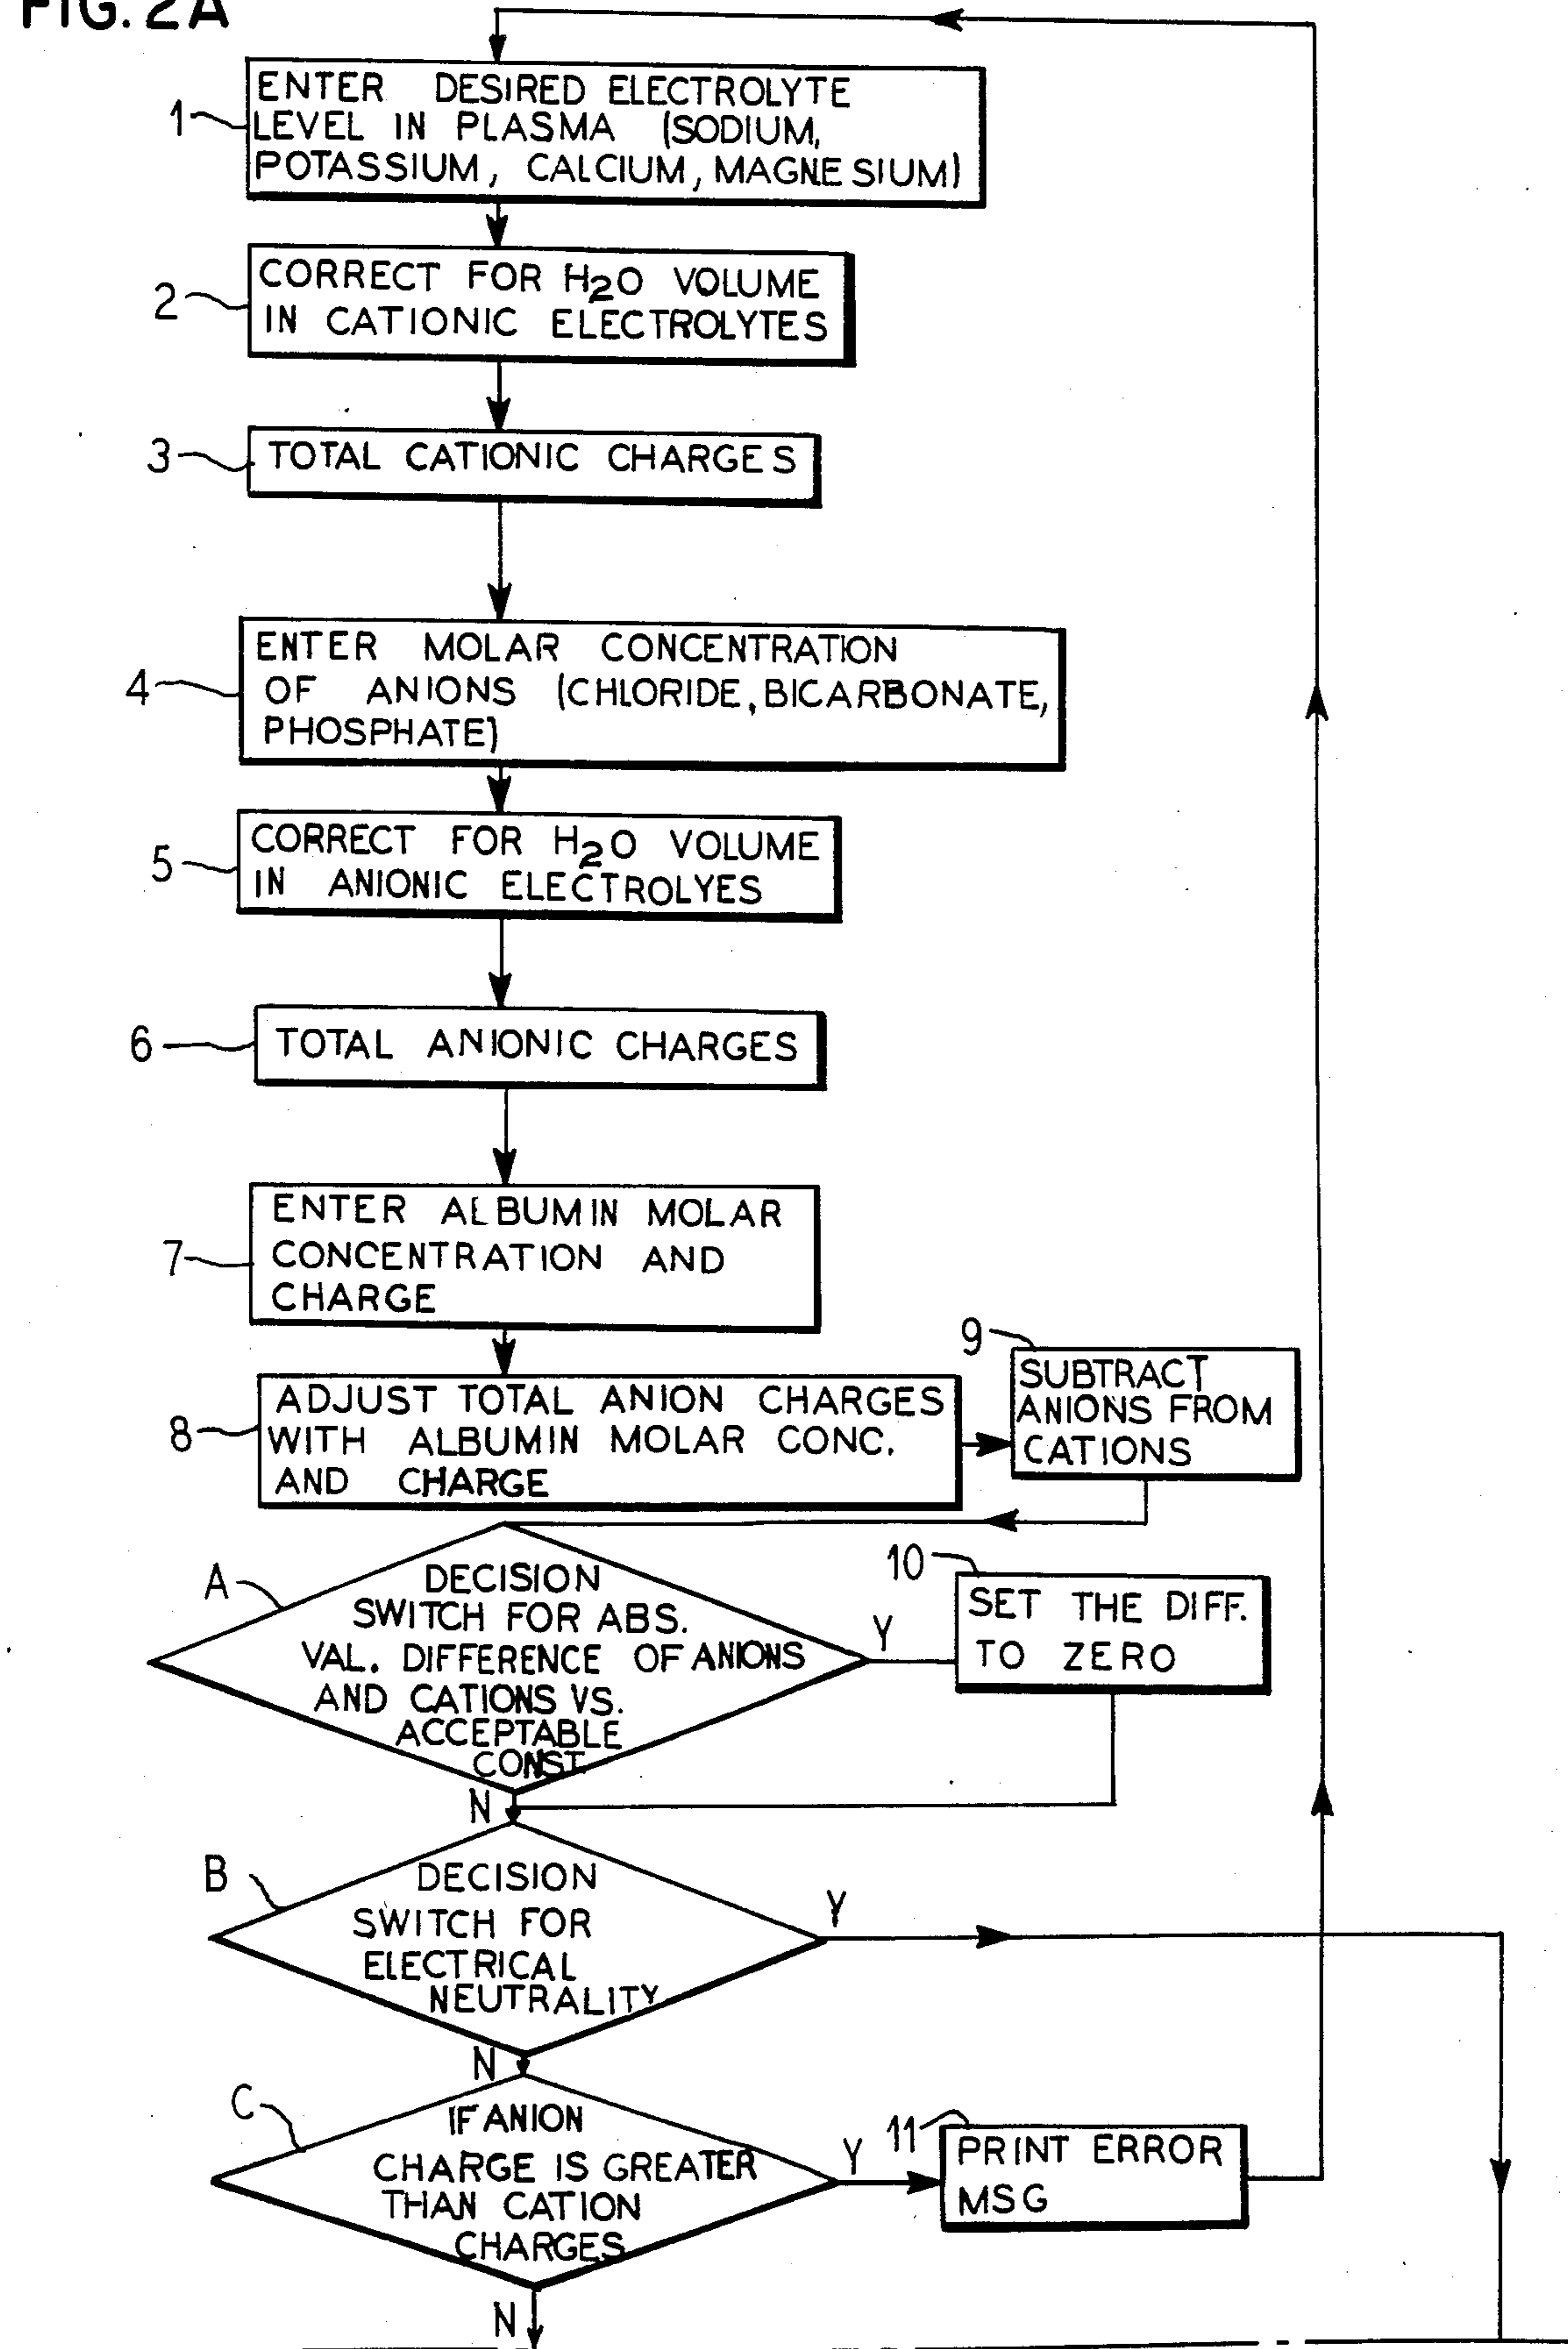 FIG. 2A
1
ENTER DESIRED ELECTROLYTE
LEVEL IN PLASMA (SODIUM,
POTASSIUM, CALCIUM, MAGNESIUM)
2
CORRECT FOR H2O VOLUME
IN CATIONIC ELECTROLYTES
3
TOTAL CATIONIC CHARGES
4
ENTER MOLAR CONCENTRATION
OF ANIONS (CHLORIDE, BICARBONATE,
PHOSPHATE)
5
CORRECT FOR H2O VOLUME
IN ANIONIC ELECTROLYES
6
TOTAL ANIONIC CHARGES
7
ENTER ALBUMIN MOLAR
CONCENTRATION AND
CHARGE
8
ADJUST TOTAL ANION CHARGES
WITH ALBUMIN MOLAR CONC.
AND CHARGE
9
SUBTRACT
ANIONS FROM
CATIONS
A
DECISION
SWITCH FOR ABS.
VAL. DIFFERENCE OF ANIONS
AND CATIONS VS.
ACCEPTABLE
CONST.
Y
10
SET THE DIFF.
TO ZERO
N
B
DECISION
SWITCH FOR
ELECTRICAL
NEUTRALITY
Y
N
C
IF ANION
CHARGE IS GREATER
THAN CATION
CHARGES
Y
11
PRINT ERROR
MSG
N